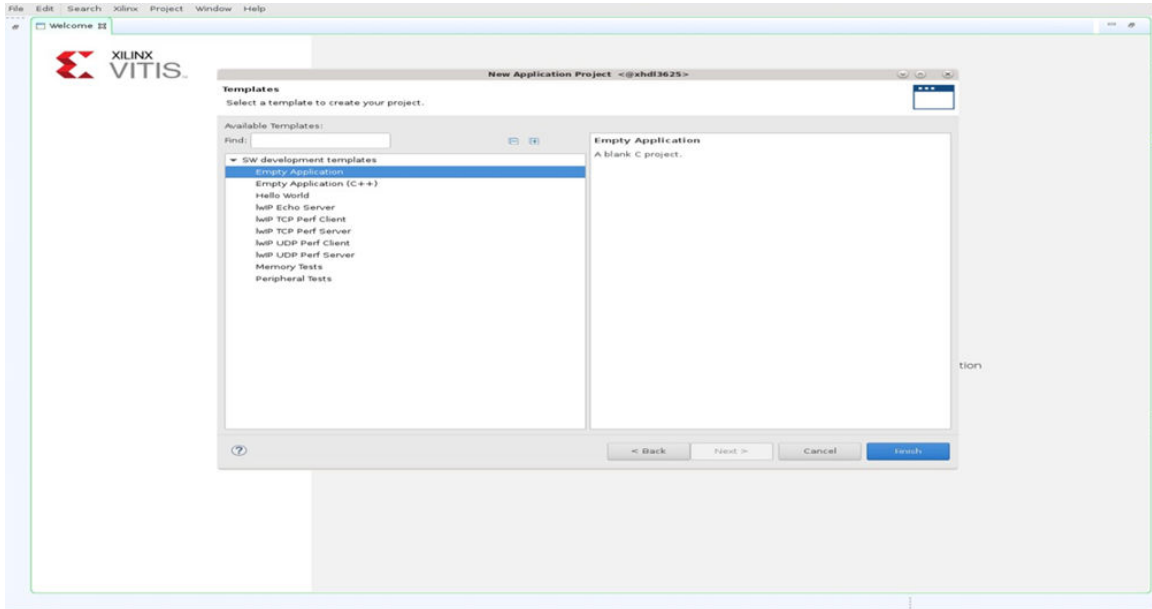 File Edit Search Xilinx Project Window Help
Welcome
XILINX
VITIS
New Application Project <@xhdl3625>
Templates
Select a template to create your project.
Available Templates:
Find:
SW development templates
Empty Application
Empty Application (C++)
Hello World
lwIP Echo Server
lwIP TCP Perf Client
lwIP TCP Perf Server
lwIP UDP Perf Client
lwIP UDP Perf Server
Memory Tests
Peripheral Tests
Empty Application
A blank C project.
tion
?
< Back Next > Cancel Finish